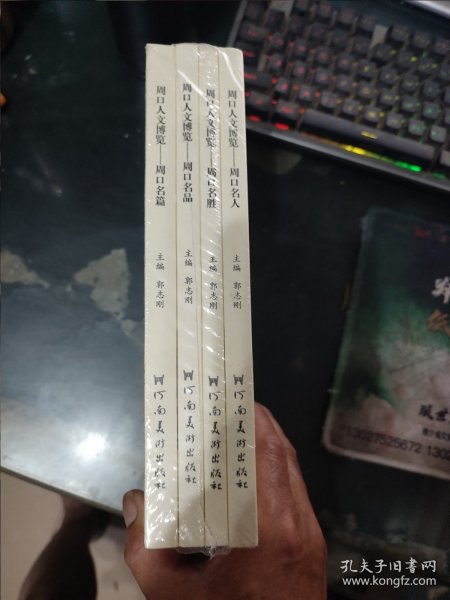 周口人文博览——周口名篇
主编 郭志刚
河南美术出版社
周口人文博览——周口名品
主编 郭志刚
河南美术出版社
周口人文博览——周口名胜
主编 郭志刚
河南美术出版社
周口人文博览——周口名人
主编 郭志刚
河南美术出版社
13027525672
孔夫子旧书网
www.kongfz.com